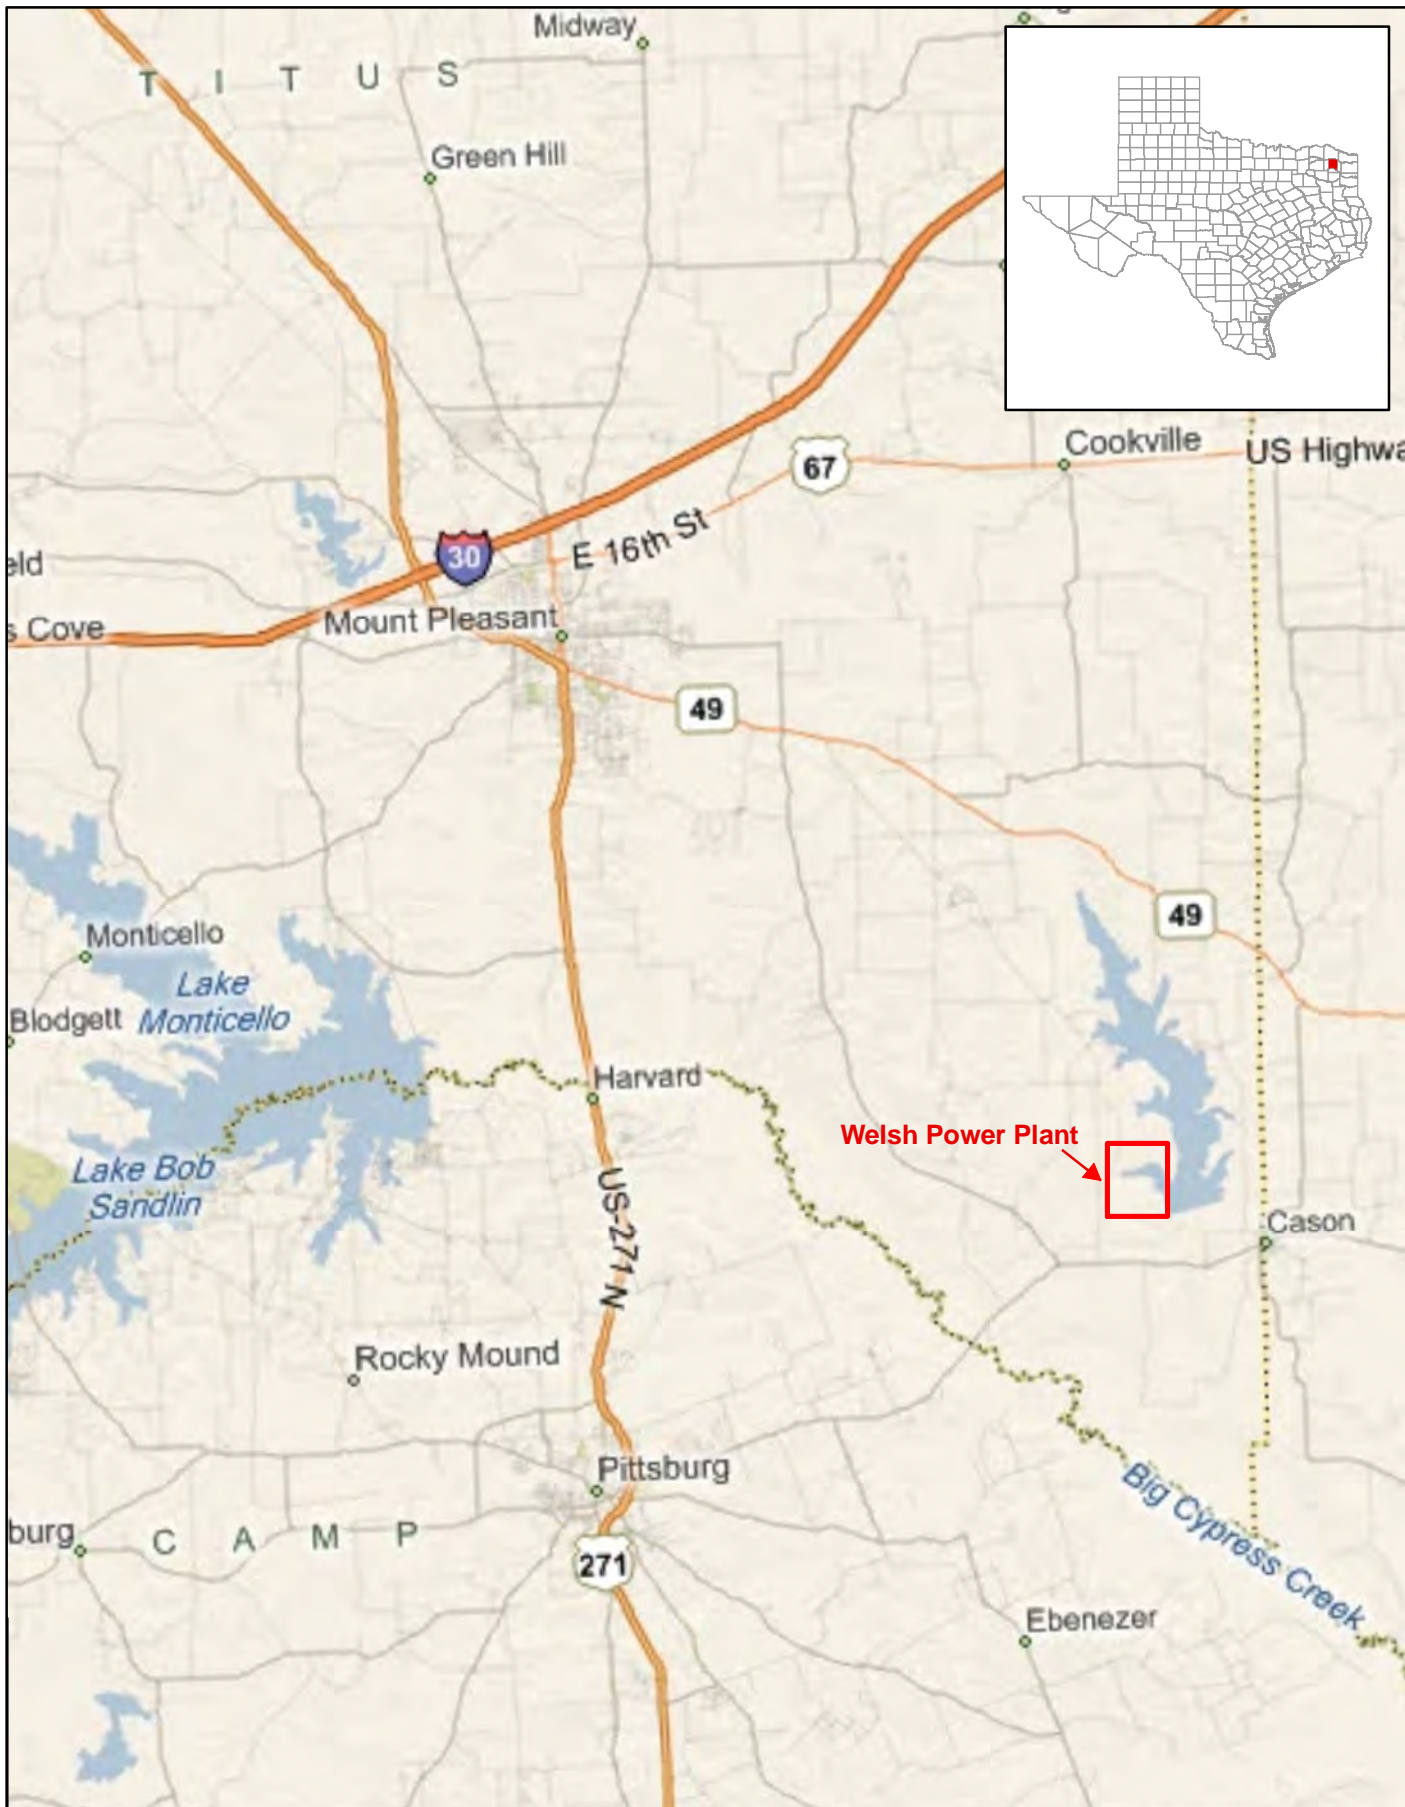 Midway
TITUS
Green Hill
Cookville
US Highwa
67
E 16th St
30
eld
s Cove
Mount Pleasant
49
49
Monticello
Lake
Monticello
Blodgett
Harvard
Welsh Power Plant
Lake Bob
Sandlin
US-271 N
Cason
Rocky Mound
Pittsburg
burg
CAMP
271
Big Cypress Creek
Ebenezer